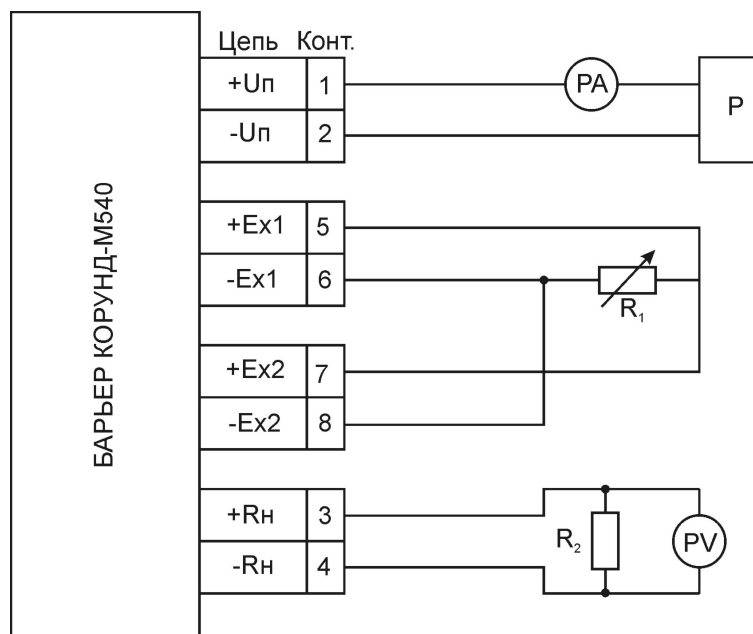 БАРЬЕР КОРУНД-М540
Цепь Конт.
+Uп 1
-Uп 2
PA
P
+Ex1 5
-Ex1 6
R1
+Ex2 7
-Ex2 8
+Rн 3
-Rн 4
R2
PV